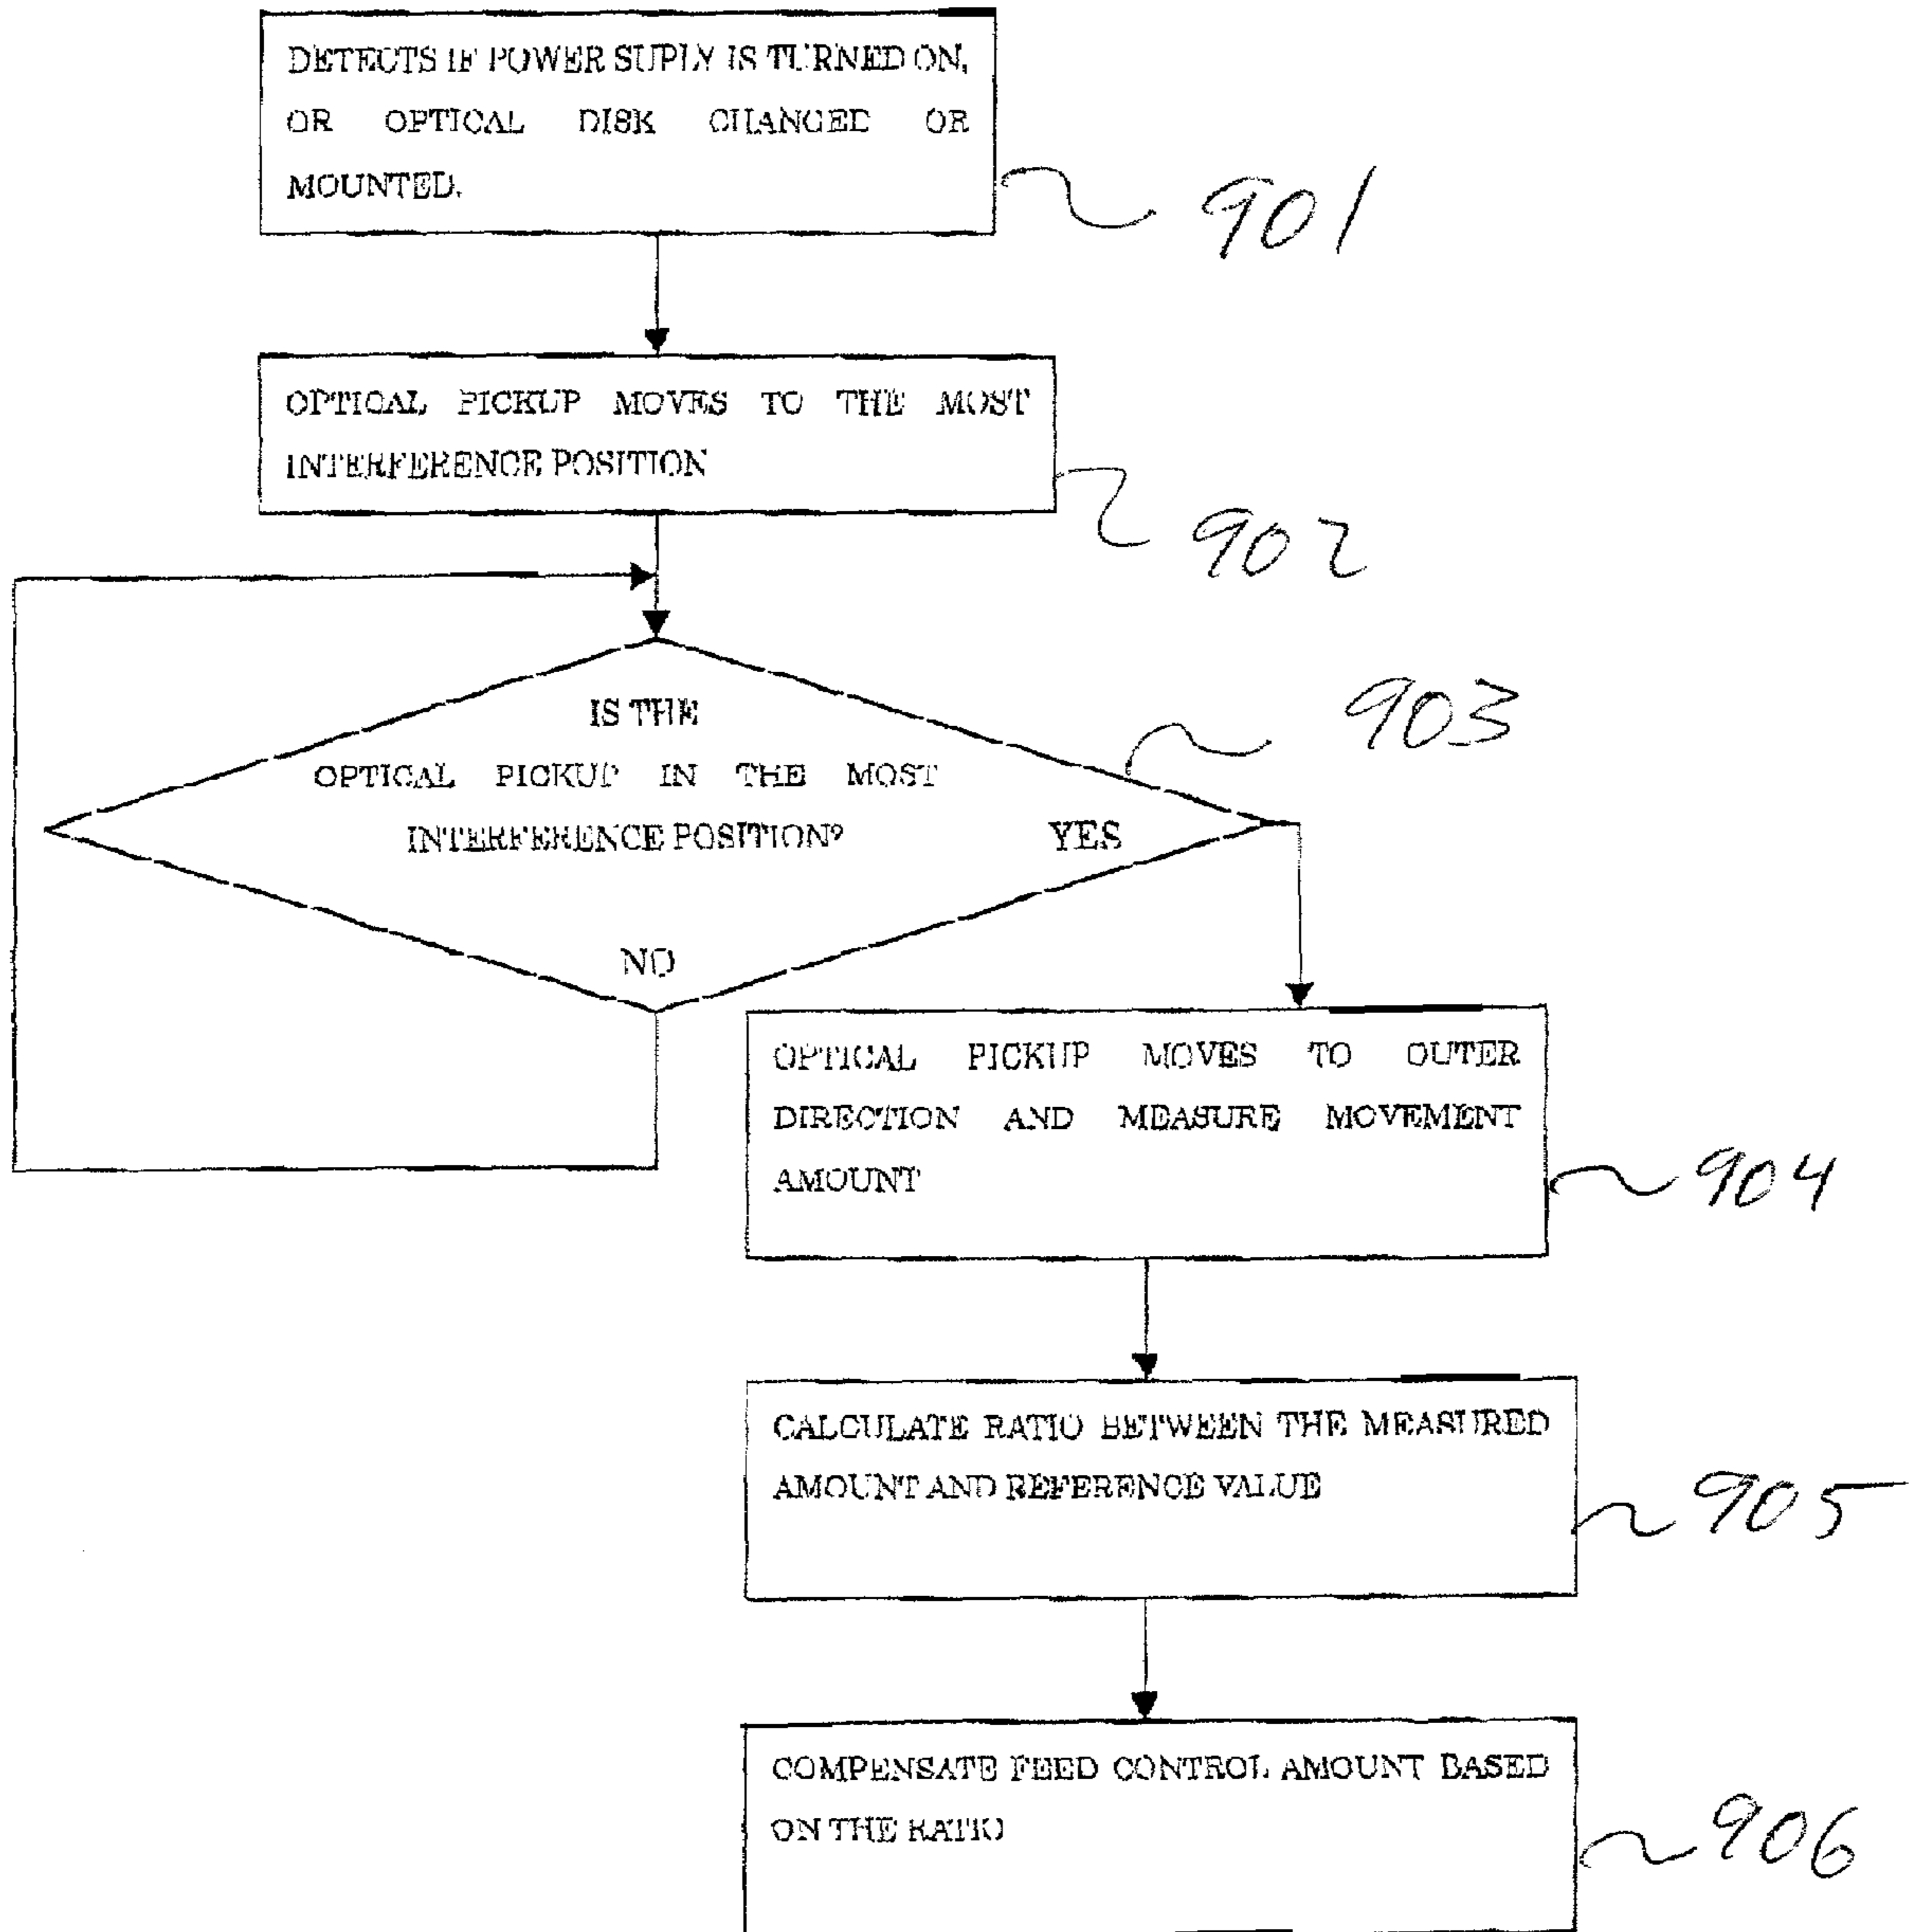 DETECTS IF POWER SUPLY IS TURNED ON,
OR OPTICAL DISK CHANGED OR
MOUNTED.
901
OPTICAL PICKUP MOVES TO THE MOST
INTERFERENCE POSITION
902
IS THE
OPTICAL PICKUP IN THE MOST
INTERFERENCE POSITION?
903
YES
NO
OPTICAL PICKUP MOVES TO OUTER
DIRECTION AND MEASURE MOVEMENT
AMOUNT
904
CALCULATE RATIO BETWEEN THE MEASURED
AMOUNT AND REFERENCE VALUE
905
COMPENSATE FEED CONTROL AMOUNT BASED
ON THE RATIO
906